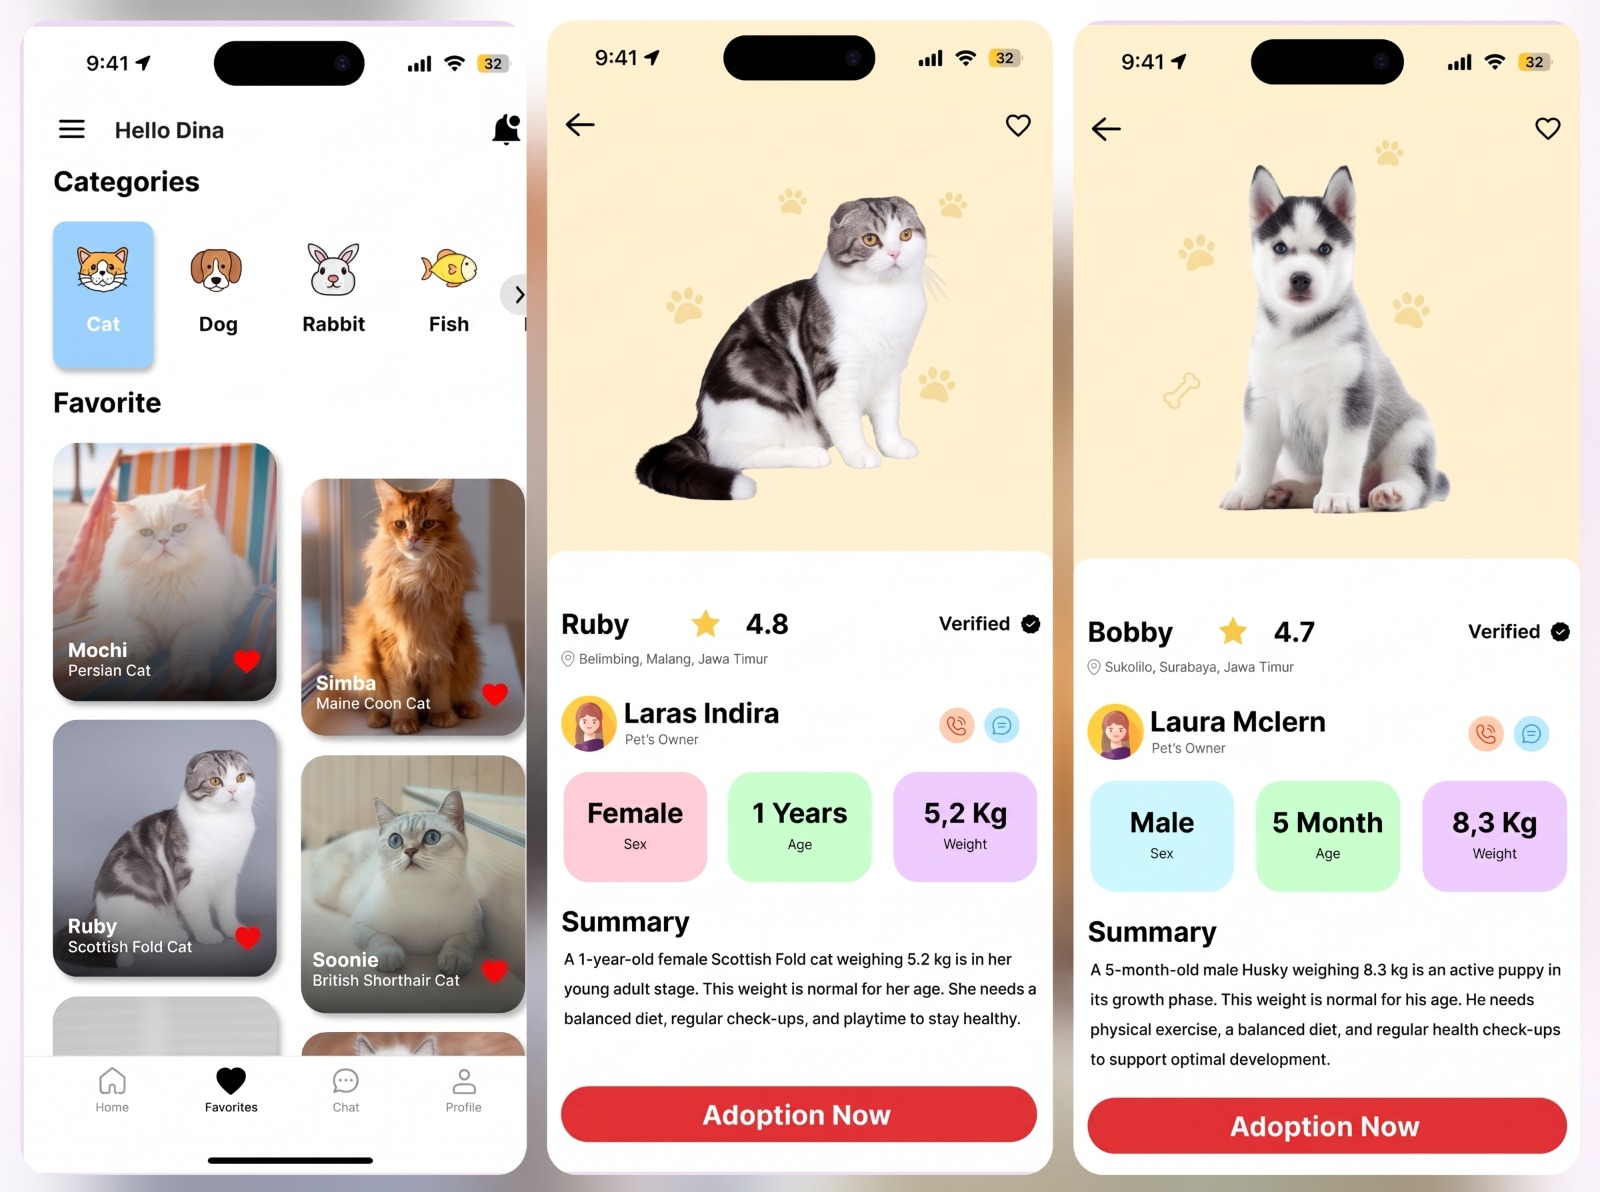 9:41
32
Hello Dina
Categories
Cat
Dog
Rabbit
Fish
Favorite
Mochi
Persian Cat
Simba
Maine Coon Cat
Ruby
Scottish Fold Cat
Soonie
British Shorthair Cat
Home
Favorites
Chat
Profile
9:41
32
Ruby
4.8
Verified
Belimbing, Malang, Jawa Timur
Laras Indira
Pet's Owner
Female
Sex
1 Years
Age
5,2 Kg
Weight
Summary
A 1-year-old female Scottish Fold cat weighing 5.2 kg is in her
young adult stage. This weight is normal for her age. She needs a
balanced diet, regular check-ups, and playtime to stay healthy.
Adoption Now
9:41
32
Bobby
4.7
Verified
Sukolilo, Surabaya, Jawa Timur
Laura Mclern
Pet's Owner
Male
Sex
5 Month
Age
8,3 Kg
Weight
Summary
A 5-month-old male Husky weighing 8.3 kg is an active puppy in
its growth phase. This weight is normal for his age. He needs
physical exercise, a balanced diet, and regular health check-ups
to support optimal development.
Adoption Now